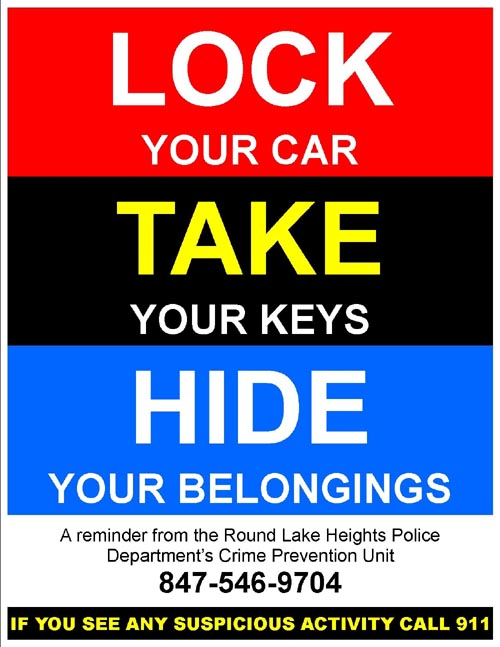 LOCK
YOUR CAR
TAKE
YOUR KEYS
HIDE
YOUR BELONGINGS
A reminder from the Round Lake Heights Police
Department's Crime Prevention Unit
847-546-9704
IF YOU SEE ANY SUSPICIOUS ACTIVITY CALL 911